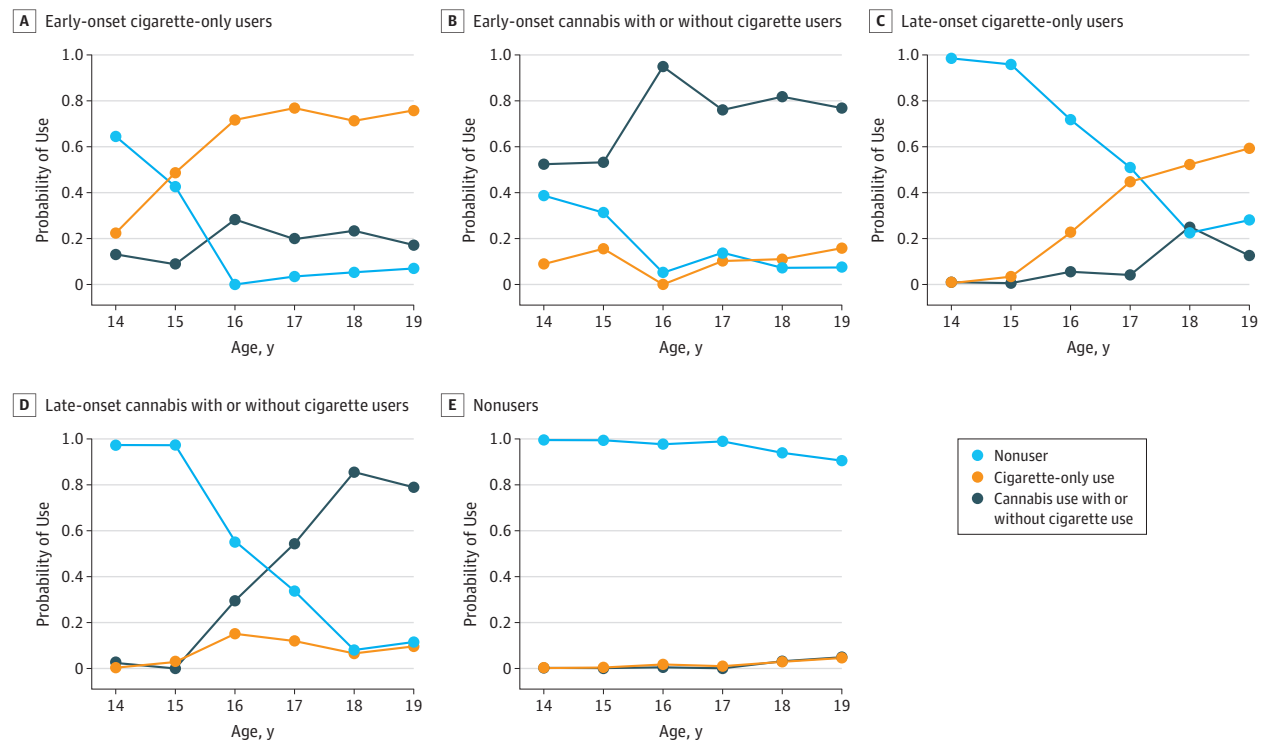 A Early-onset cigarette-only users
Probability of Use
1.0
0.8
0.6
0.4
0.2
0
14 15 16 17 18 19
Age, y
B Early-onset cannabis with or without cigarette users
Probability of Use
1.0
0.8
0.6
0.4
0.2
0
14 15 16 17 18 19
Age, y
C Late-onset cigarette-only users
Probability of Use
1.0
0.8
0.6
0.4
0.2
0
14 15 16 17 18 19
Age, y
D Late-onset cannabis with or without cigarette users
Probability of Use
1.0
0.8
0.6
0.4
0.2
0
14 15 16 17 18 19
Age, y
E Nonusers
Probability of Use
1.0
0.8
0.6
0.4
0.2
0
14 15 16 17 18 19
Age, y
Nonuser
Cigarette-only use
Cannabis use with or
without cigarette use